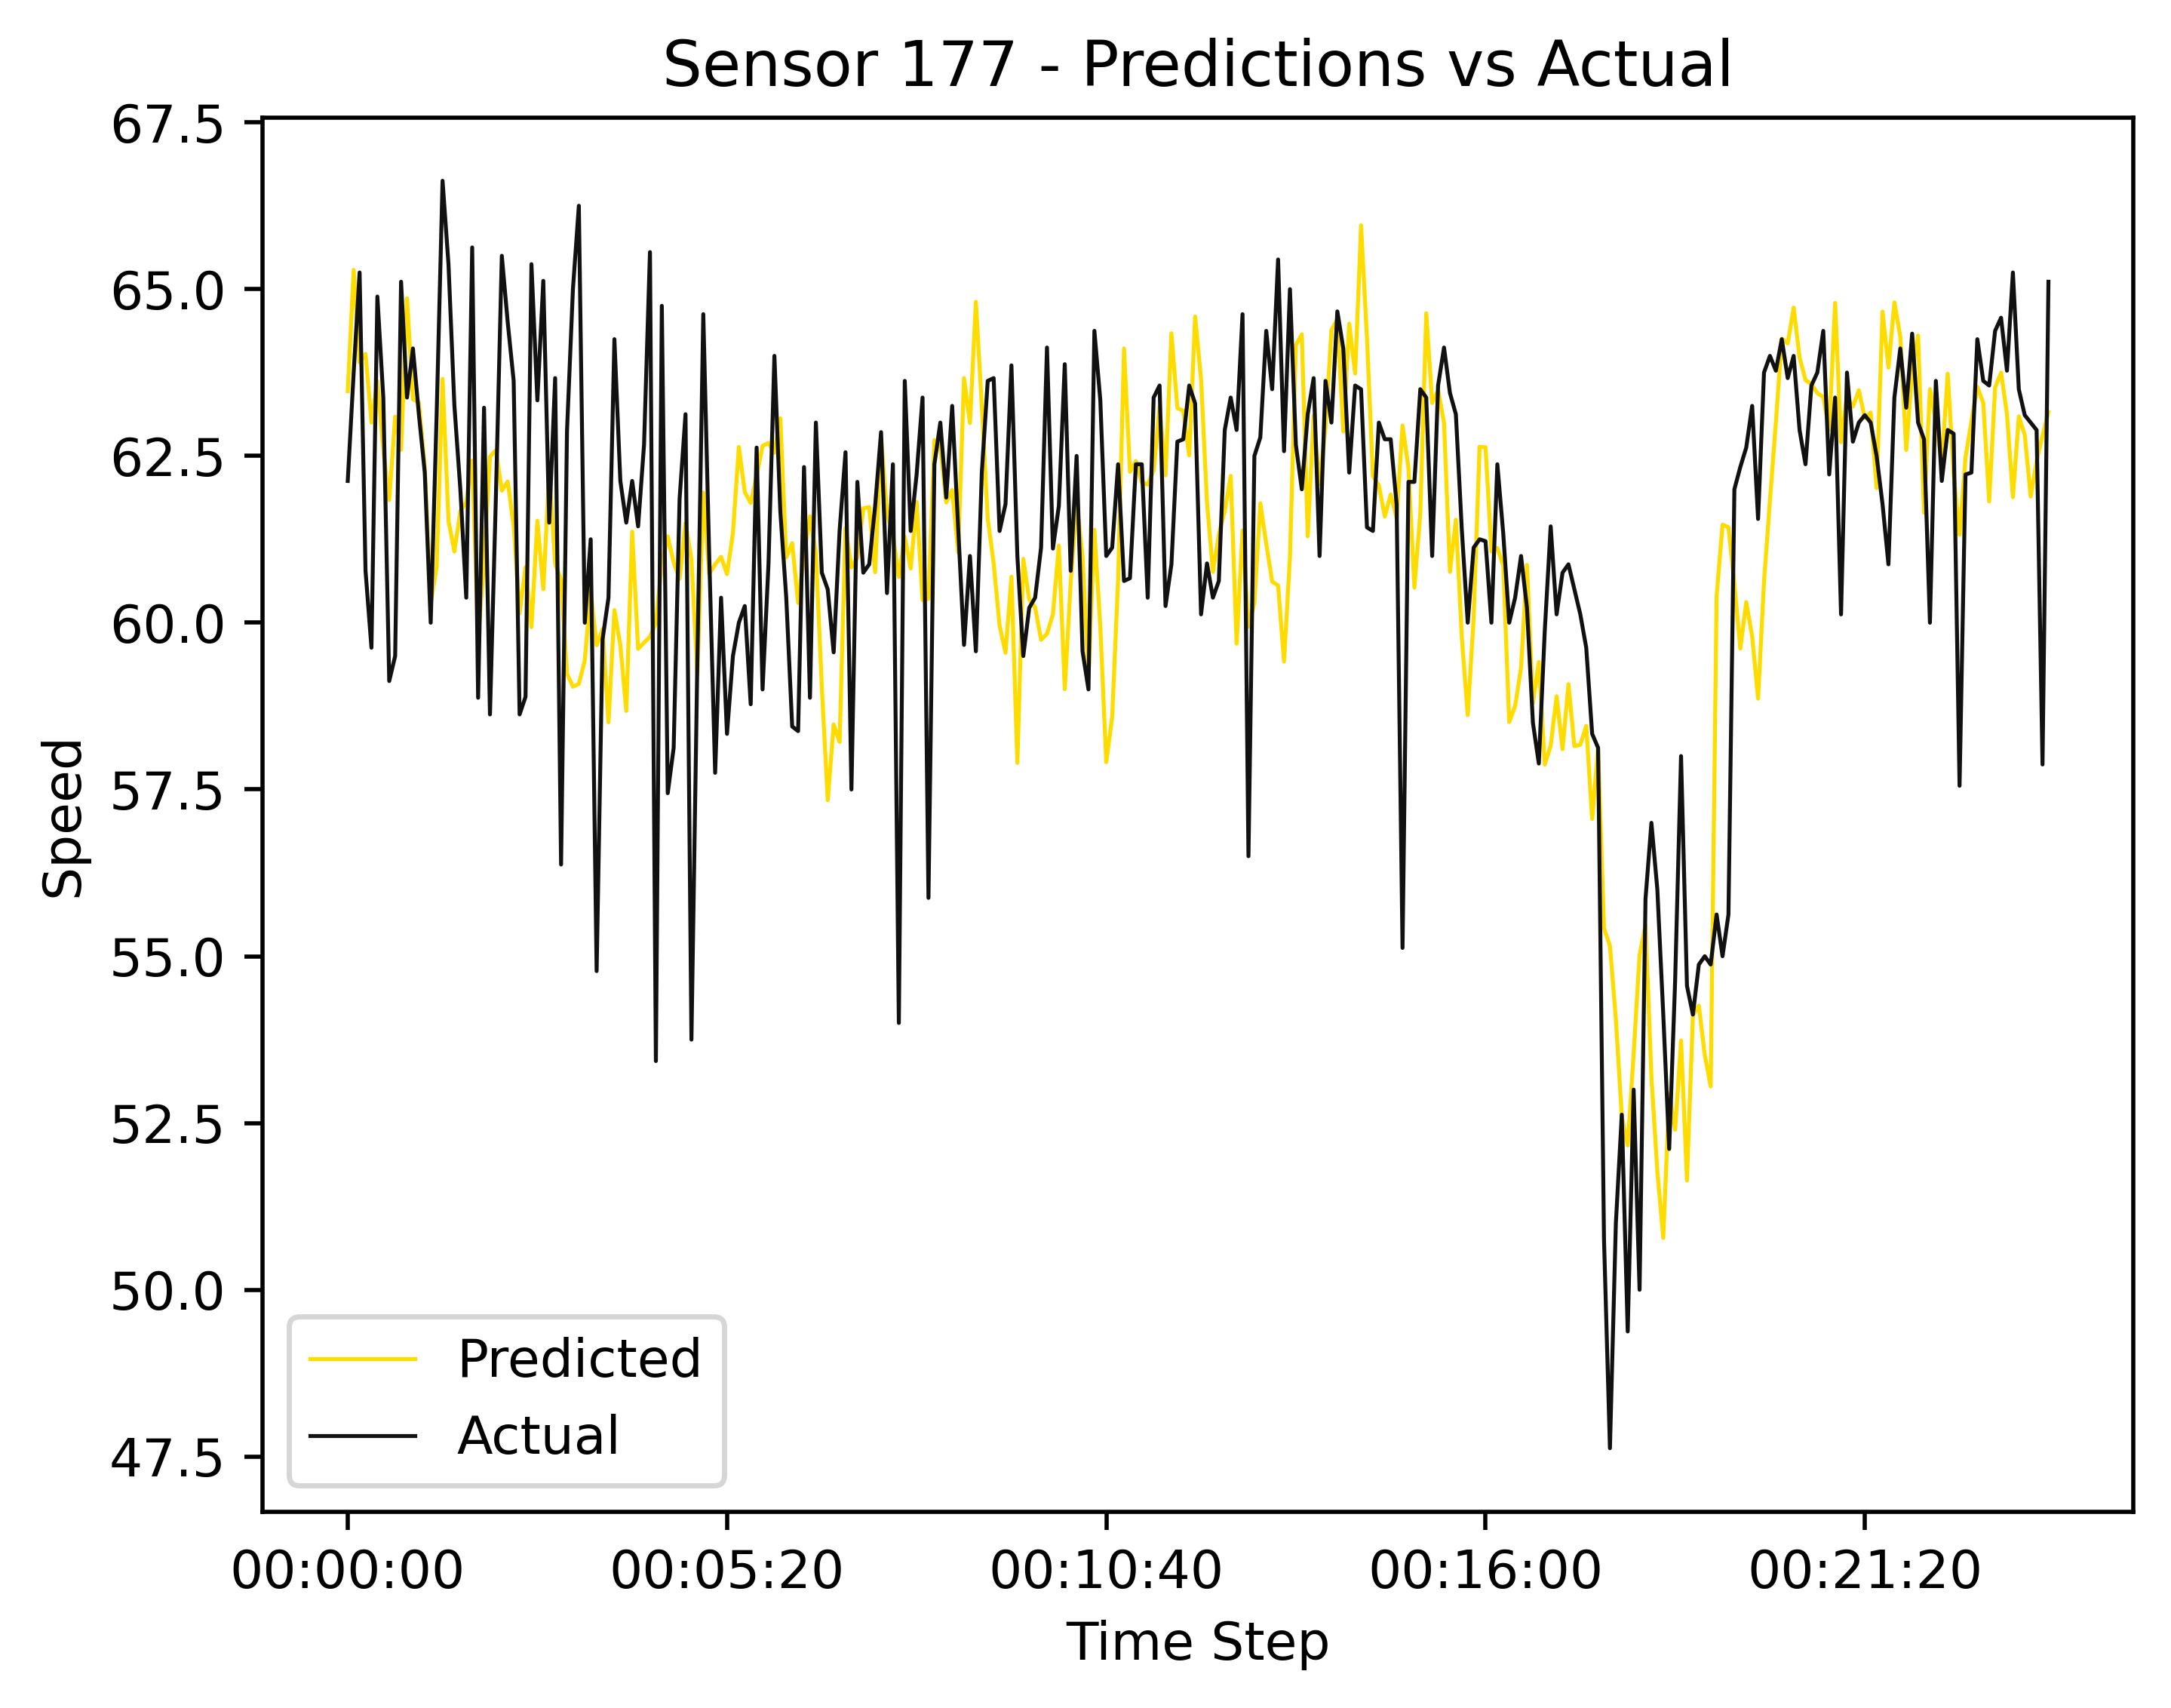 Sensor 177 - Predictions vs Actual
67.5
65.0
62.5
60.0
57.5
55.0
52.5
50.0
47.5
Speed
Predicted
Actual
00:00:00 00:05:20 00:10:40 00:16:00 00:21:20
Time Step